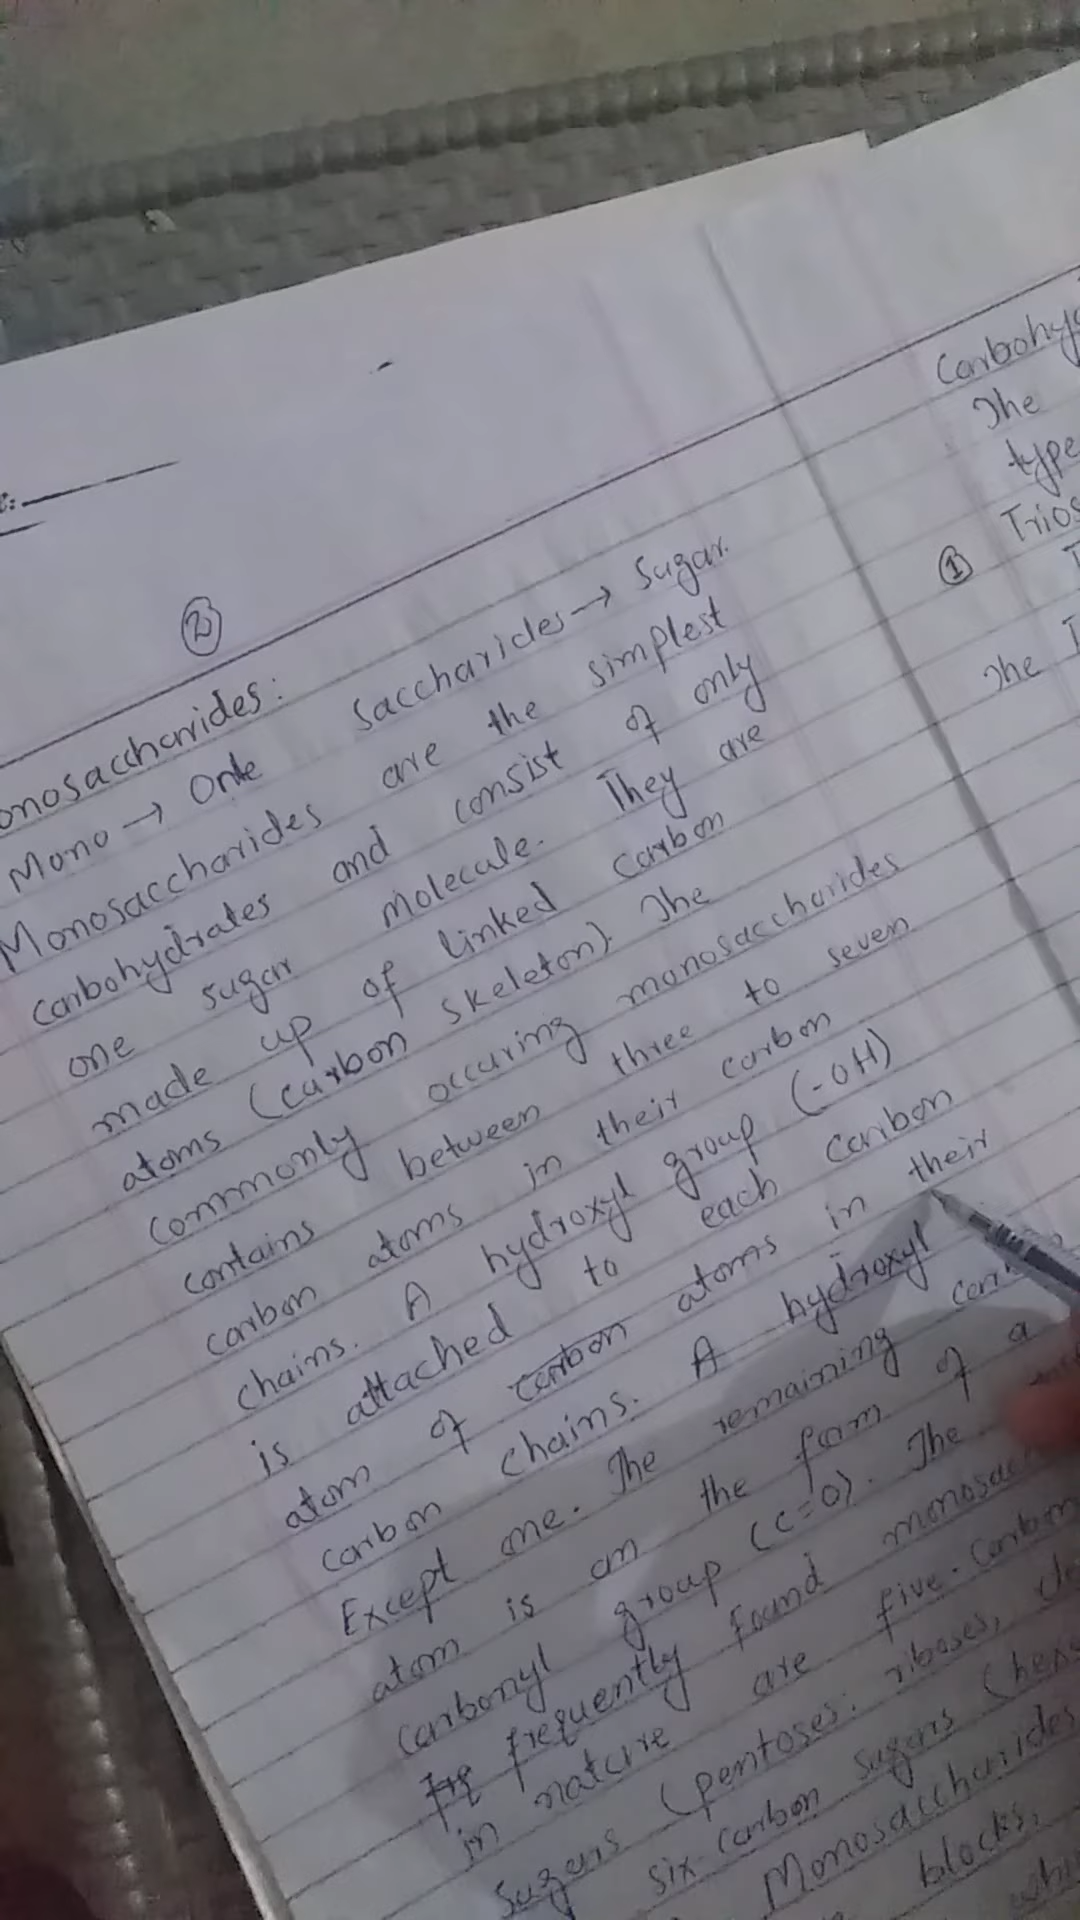 ②
onosaccharides:
Mono → One Saccharides → Sugar.
Monosaccharides are the simplest
carbohydrates and consist of only
one sugar molecule. They are
made up of linked carbon
atoms (carbon skeleton). The
commonly occuring monosaccharides
contains between three to seven
carbon atoms in their carbon
chains. A hydroxyl group (-OH)
is attached to each carbon
atom of carbon atoms in their
carbon chains. A hydroxyl
Except one. The remaining
atom is on the form of a
carbonyl group (C=O). The
frequently found monosacc
in nature are five-carbon
sugars (pentoses: riboses, de
six-carbon sugars (hexo
Monosaccharides
blocks,
Carbohy
The
type
① Trios
The